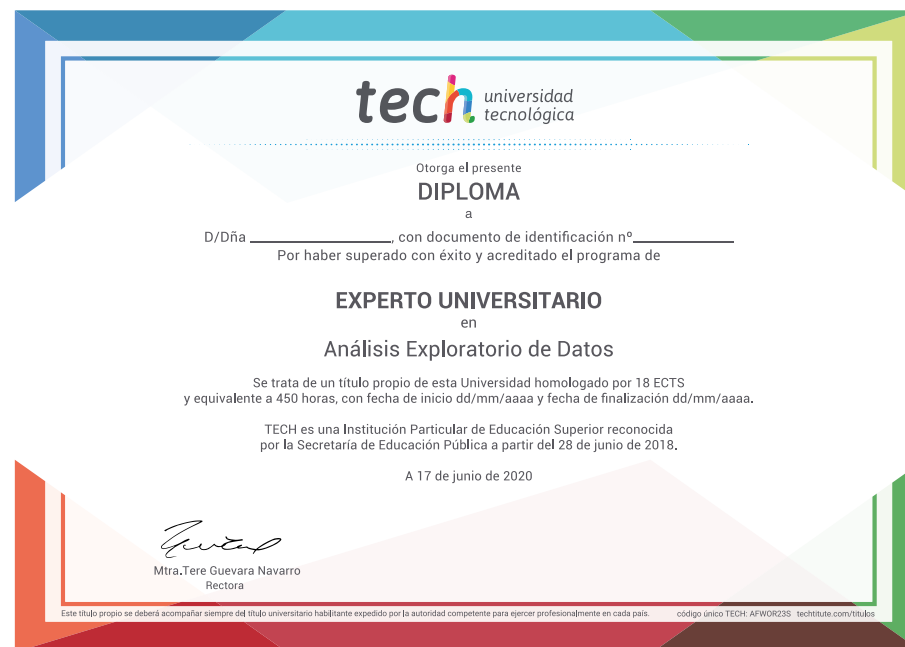 tech universidad
tecnológica
Otorga el presente
DIPLOMA
a
D/Dña ____________________, con documento de identificación nº______________
Por haber superado con éxito y acreditado el programa de
EXPERTO UNIVERSITARIO
en
Análisis Exploratorio de Datos
Se trata de un título propio de esta Universidad homologado por 18 ECTS
y equivalente a 450 horas, con fecha de inicio dd/mm/aaaa y fecha de finalización dd/mm/aaaa.
TECH es una Institución Particular de Educación Superior reconocida
por la Secretaría de Educación Pública a partir del 28 de junio de 2018.
A 17 de junio de 2020
Mtra.Tere Guevara Navarro
Rectora
Este título propio se deberá acompañar siempre del título universitario habilitante expedido por la autoridad competente para ejercer profesionalmente en cada país. código único TECH: AFWOR23S techtitute.com/titulos